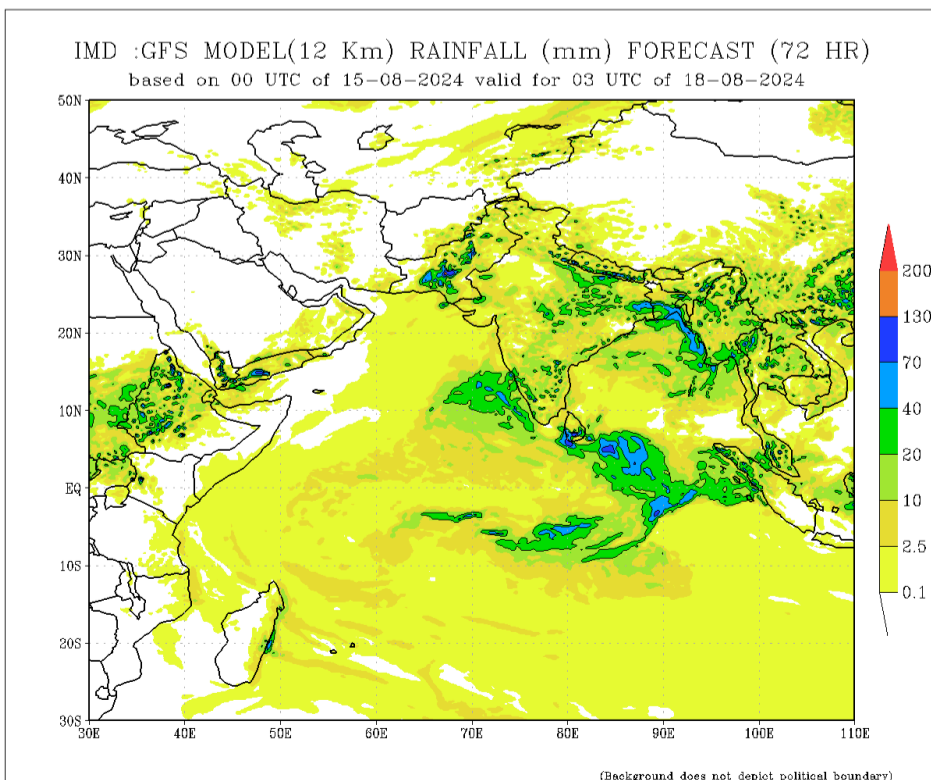 IMD :GFS MODEL(12 Km) RAINFALL (mm) FORECAST (72 HR)
based on 00 UTC of 15-08-2024 valid for 03 UTC of 18-08-2024
50N
40N
30N
20N
10N
EQ
10S
20S
30S
30E 40E 50E 60E 70E 80E 90E 100E 110E
200
130
70
40
20
10
2.5
0.1
(Background does not depict political boundary)